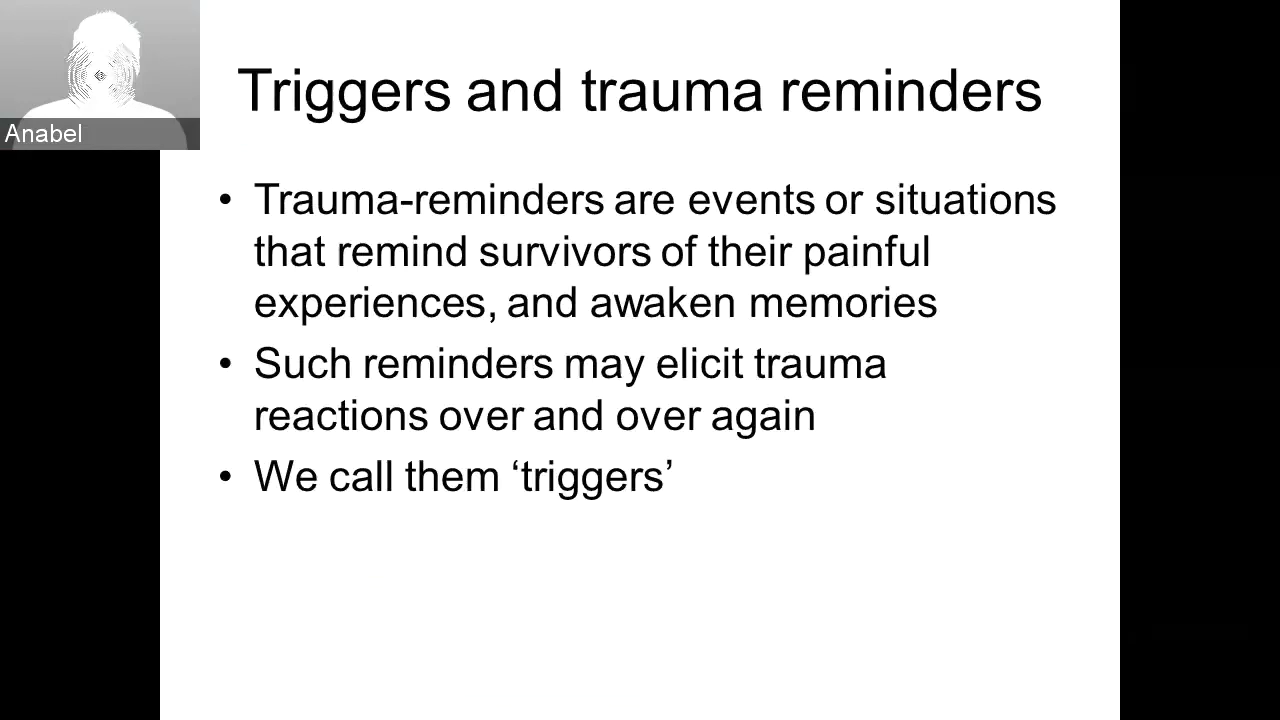 Anabel
Triggers and trauma reminders
• Trauma-reminders are events or situations
that remind survivors of their painful
experiences, and awaken memories
• Such reminders may elicit trauma
reactions over and over again
• We call them ‘triggers’